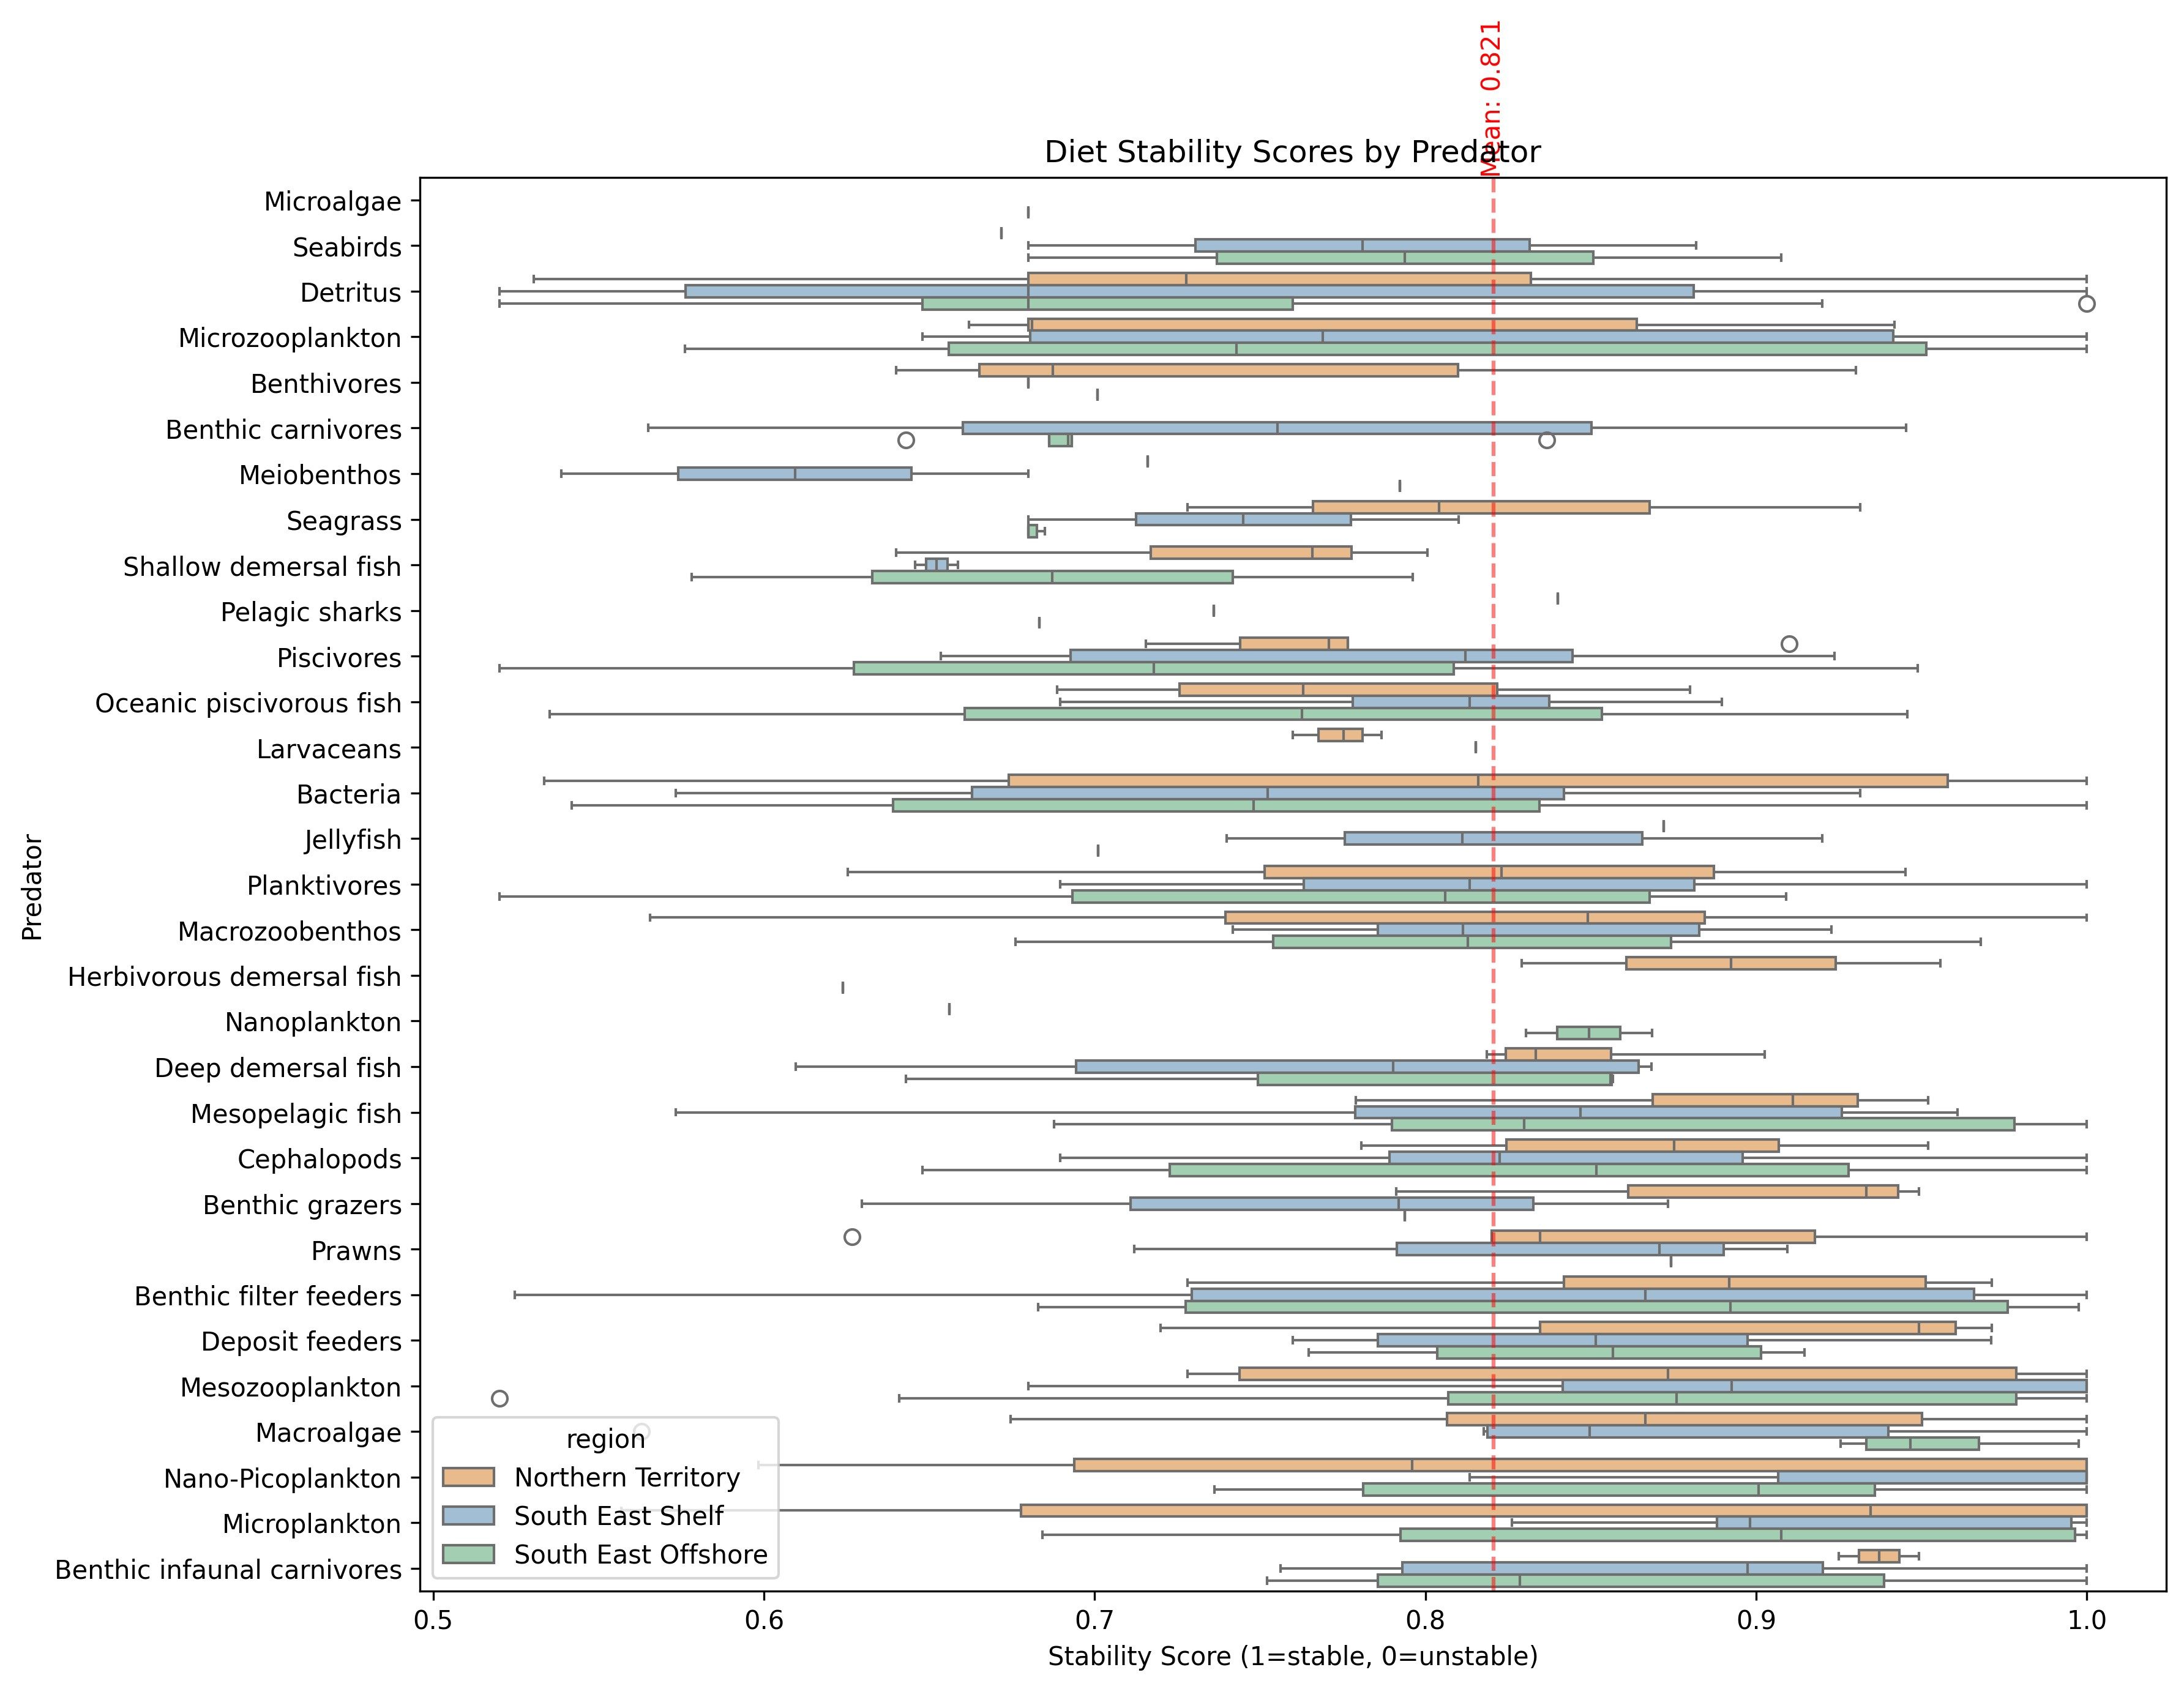 Mean: 0.821
Diet Stability Scores by Predator
Predator
Microalgae
Seabirds
Detritus
Microzooplankton
Benthivores
Benthic carnivores
Meiobenthos
Seagrass
Shallow demersal fish
Pelagic sharks
Piscivores
Oceanic piscivorous fish
Larvaceans
Bacteria
Jellyfish
Planktivores
Macrozoobenthos
Herbivorous demersal fish
Nanoplankton
Deep demersal fish
Mesopelagic fish
Cephalopods
Benthic grazers
Prawns
Benthic filter feeders
Deposit feeders
Mesozooplankton
Macroalgae
Nano-Picoplankton
Microplankton
Benthic infaunal carnivores
region
Northern Territory
South East Shelf
South East Offshore
0.5 0.6 0.7 0.8 0.9 1.0
Stability Score (1=stable, 0=unstable)